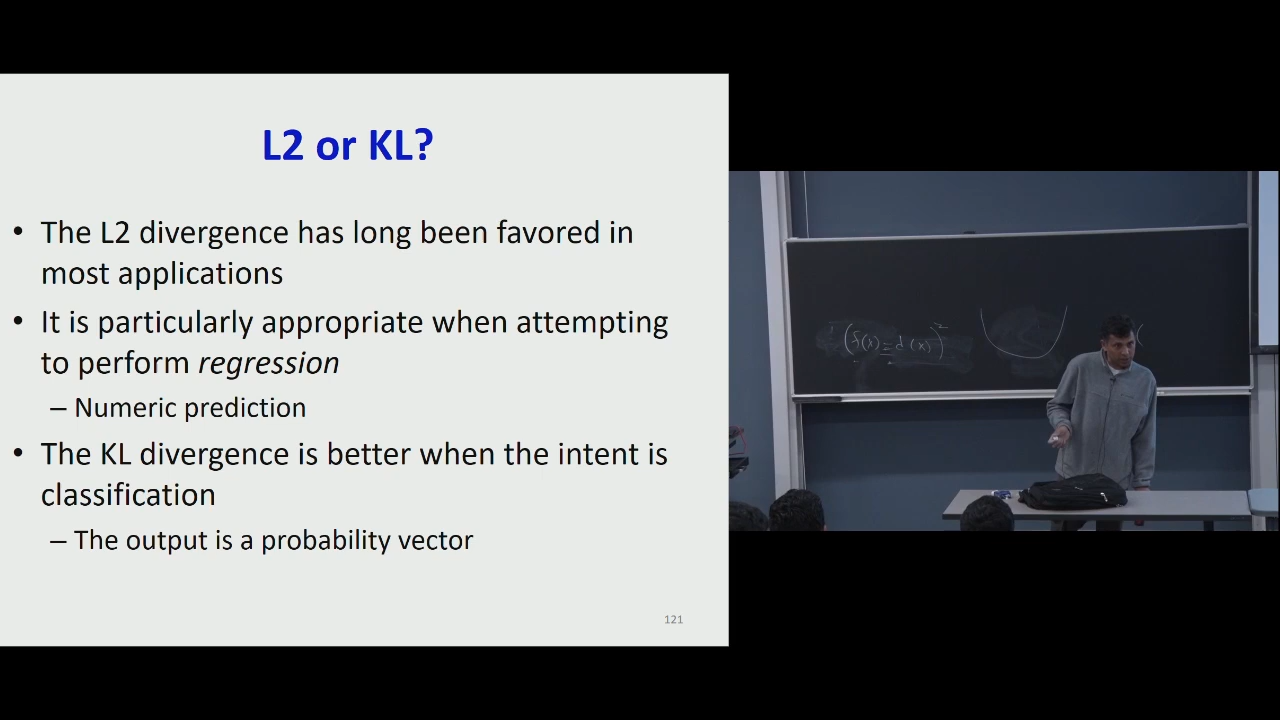 L2 or KL?
• The L2 divergence has long been favored in
most applications
• It is particularly appropriate when attempting
to perform regression
– Numeric prediction
• The KL divergence is better when the intent is
classification
– The output is a probability vector
121